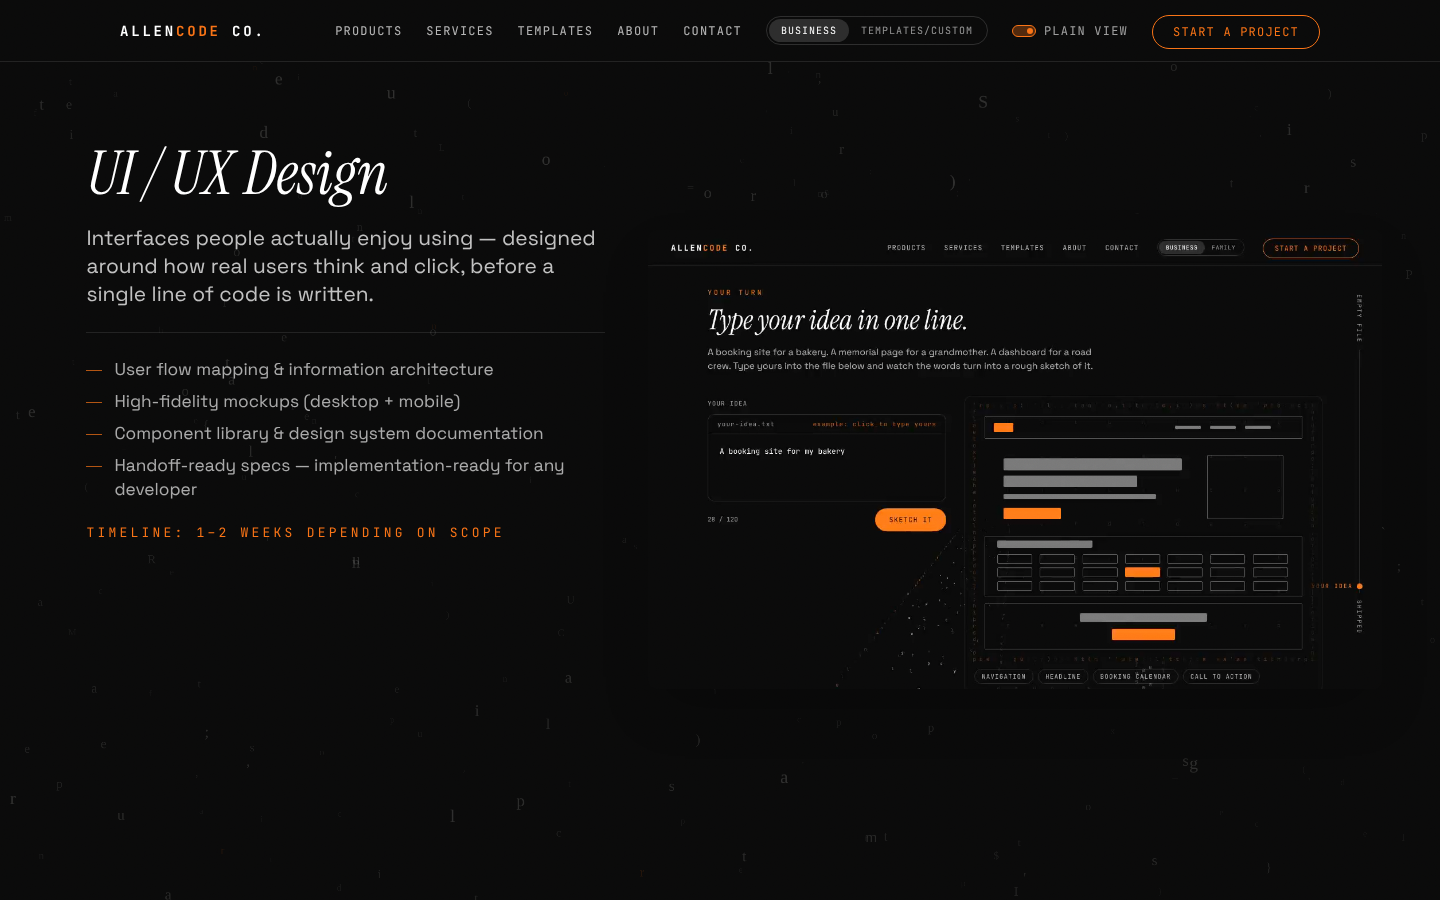 ALLENCODE CO.
PRODUCTS SERVICES TEMPLATES ABOUT CONTACT BUSINESS TEMPLATES/CUSTOM PLAIN VIEW START A PROJECT
UI / UX Design
Interfaces people actually enjoy using — designed
around how real users think and click, before a
single line of code is written.
— User flow mapping & information architecture
— High-fidelity mockups (desktop + mobile)
— Component library & design system documentation
— Handoff-ready specs — implementation-ready for any
developer
TIMELINE: 1–2 WEEKS DEPENDING ON SCOPE
ALLENCODE CO.
PRODUCTS SERVICES TEMPLATES ABOUT CONTACT BUSINESS FAMILY START A PROJECT
YOUR TURN
Type your idea in one line.
A booking site for a bakery. A memorial page for a grandmother. A dashboard for a road
crew. Type yours into the file below and watch the words turn into a rough sketch of it.
YOUR IDEA
your-idea.txt example: click to type yours
A booking site for my bakery
28 / 120
SKETCH IT
EMPTY FILE
YOUR IDEA
SHIPPED
NAVIGATION HEADLINE BOOKING CALENDAR CALL TO ACTION